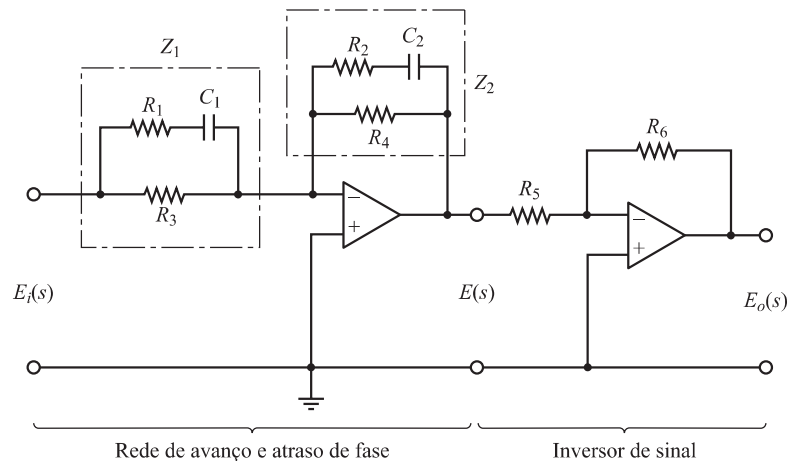 Z₁
R₁
C₁
R₃
R₂
C₂
Z₂
R₄
R₅
R₆
−
+
−
+
Eᵢ(s)
E(s)
Eₒ(s)
Rede de avanço e atraso de fase
Inversor de sinal